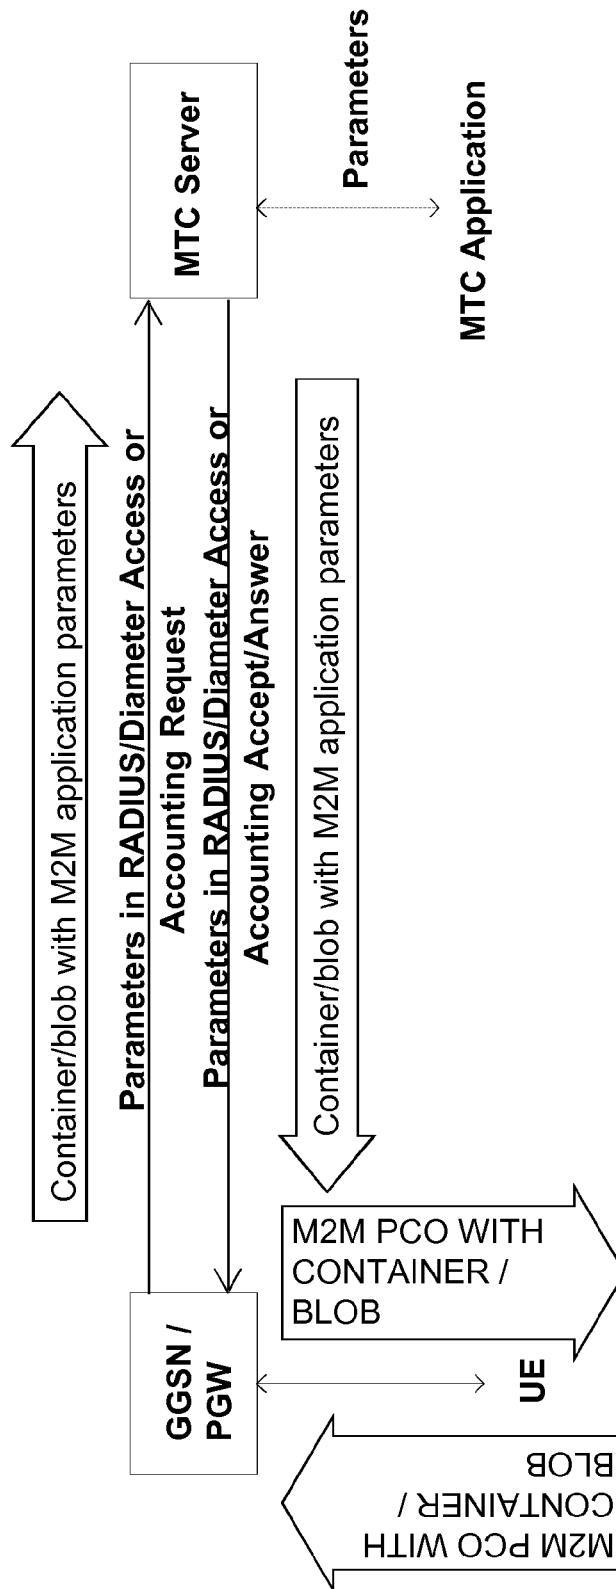 Container/blob with M2M application parameters
Parameters in RADIUS/Diameter Access or
Accounting Request
Parameters in RADIUS/Diameter Access or
Accounting Accept/Answer
Container/blob with M2M application parameters
GGSN /
PGW
MTC Server
M2M PCO WITH
CONTAINER /
BLOB
M2M PCO WITH
CONTAINER /
BLOB
UE
Parameters
MTC Application